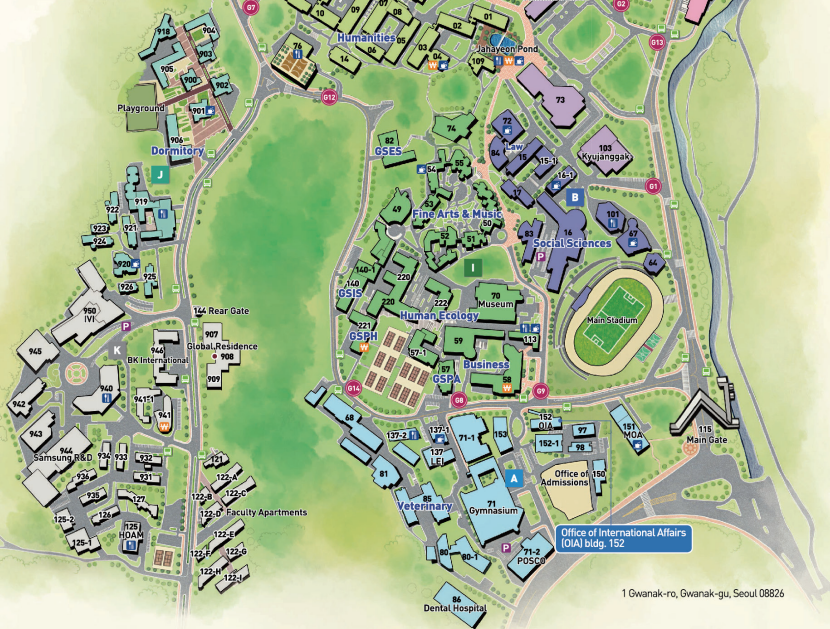 G7
G2
918
904
903
905
900
902
901
Playground
906
Dormitory
J
10
09
07
08
Humanities
05
06
14
76
G12
02
01
03
04
109
Jahayeon Pond
G13
73
72
74
82
GSES
Law
84
15
15-1
16-1
103
Kyujanggak
G1
55
54
53
49
Fine Arts & Music
50
52
51
17
B
16
101
67
64
83
Social Sciences
P
I
919
922
923
921
924
920
925
926
140-1
140
GSIS
220
220
222
Human Ecology
70
Museum
221
GSPH
57-1
59
113
Business
57
GSPA
58
Main Stadium
950
IVI
P
144 Rear Gate
907
Global Residence
908
909
K
946
BK International
945
940
942
941-1
941
943
944
Samsung R&D
934
933
932
931
936
935
127
126
125-2
125
HOAM
125-1
121
122-A
122-B
122-C
122-D
Faculty Apartments
122-E
122-F
122-G
122-H
122-I
G14
G8
G9
68
137-2
137-1
137
LEI
71-1
153
152
OIA
97
152-1
98
151
MOA
115
Main Gate
81
A
Office of
Admissions
150
85
Veterinary
71
Gymnasium
Office of International Affairs
(OIA) bldg. 152
80
80-1
P
71-2
POSCO
86
Dental Hospital
1 Gwanak-ro, Gwanak-gu, Seoul 08826